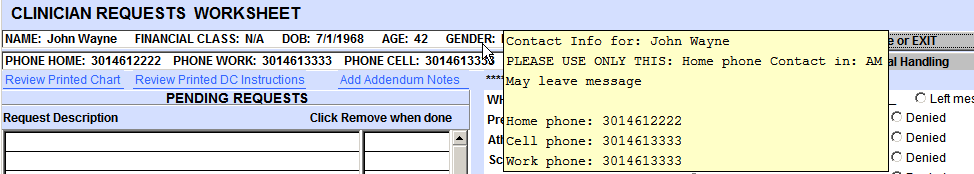 CLINICIAN REQUESTS WORKSHEET
NAME: John Wayne FINANCIAL CLASS: N/A DOB: 7/1/1968 AGE: 42 GENDER:
e or EXIT
PHONE HOME: 3014612222 PHONE WORK: 3014613333 PHONE CELL: 3014613333
al Handling
Contact Info for: John Wayne
PLEASE USE ONLY THIS: Home phone Contact in: AM
May leave message
Home phone: 3014612222
Cell phone: 3014613333
Work phone: 3014613333
Review Printed Chart Review Printed DC Instructions Add Addendum Notes
PENDING REQUESTS
Request Description Click Remove when done
Left mes
Denied
Denied
Denied